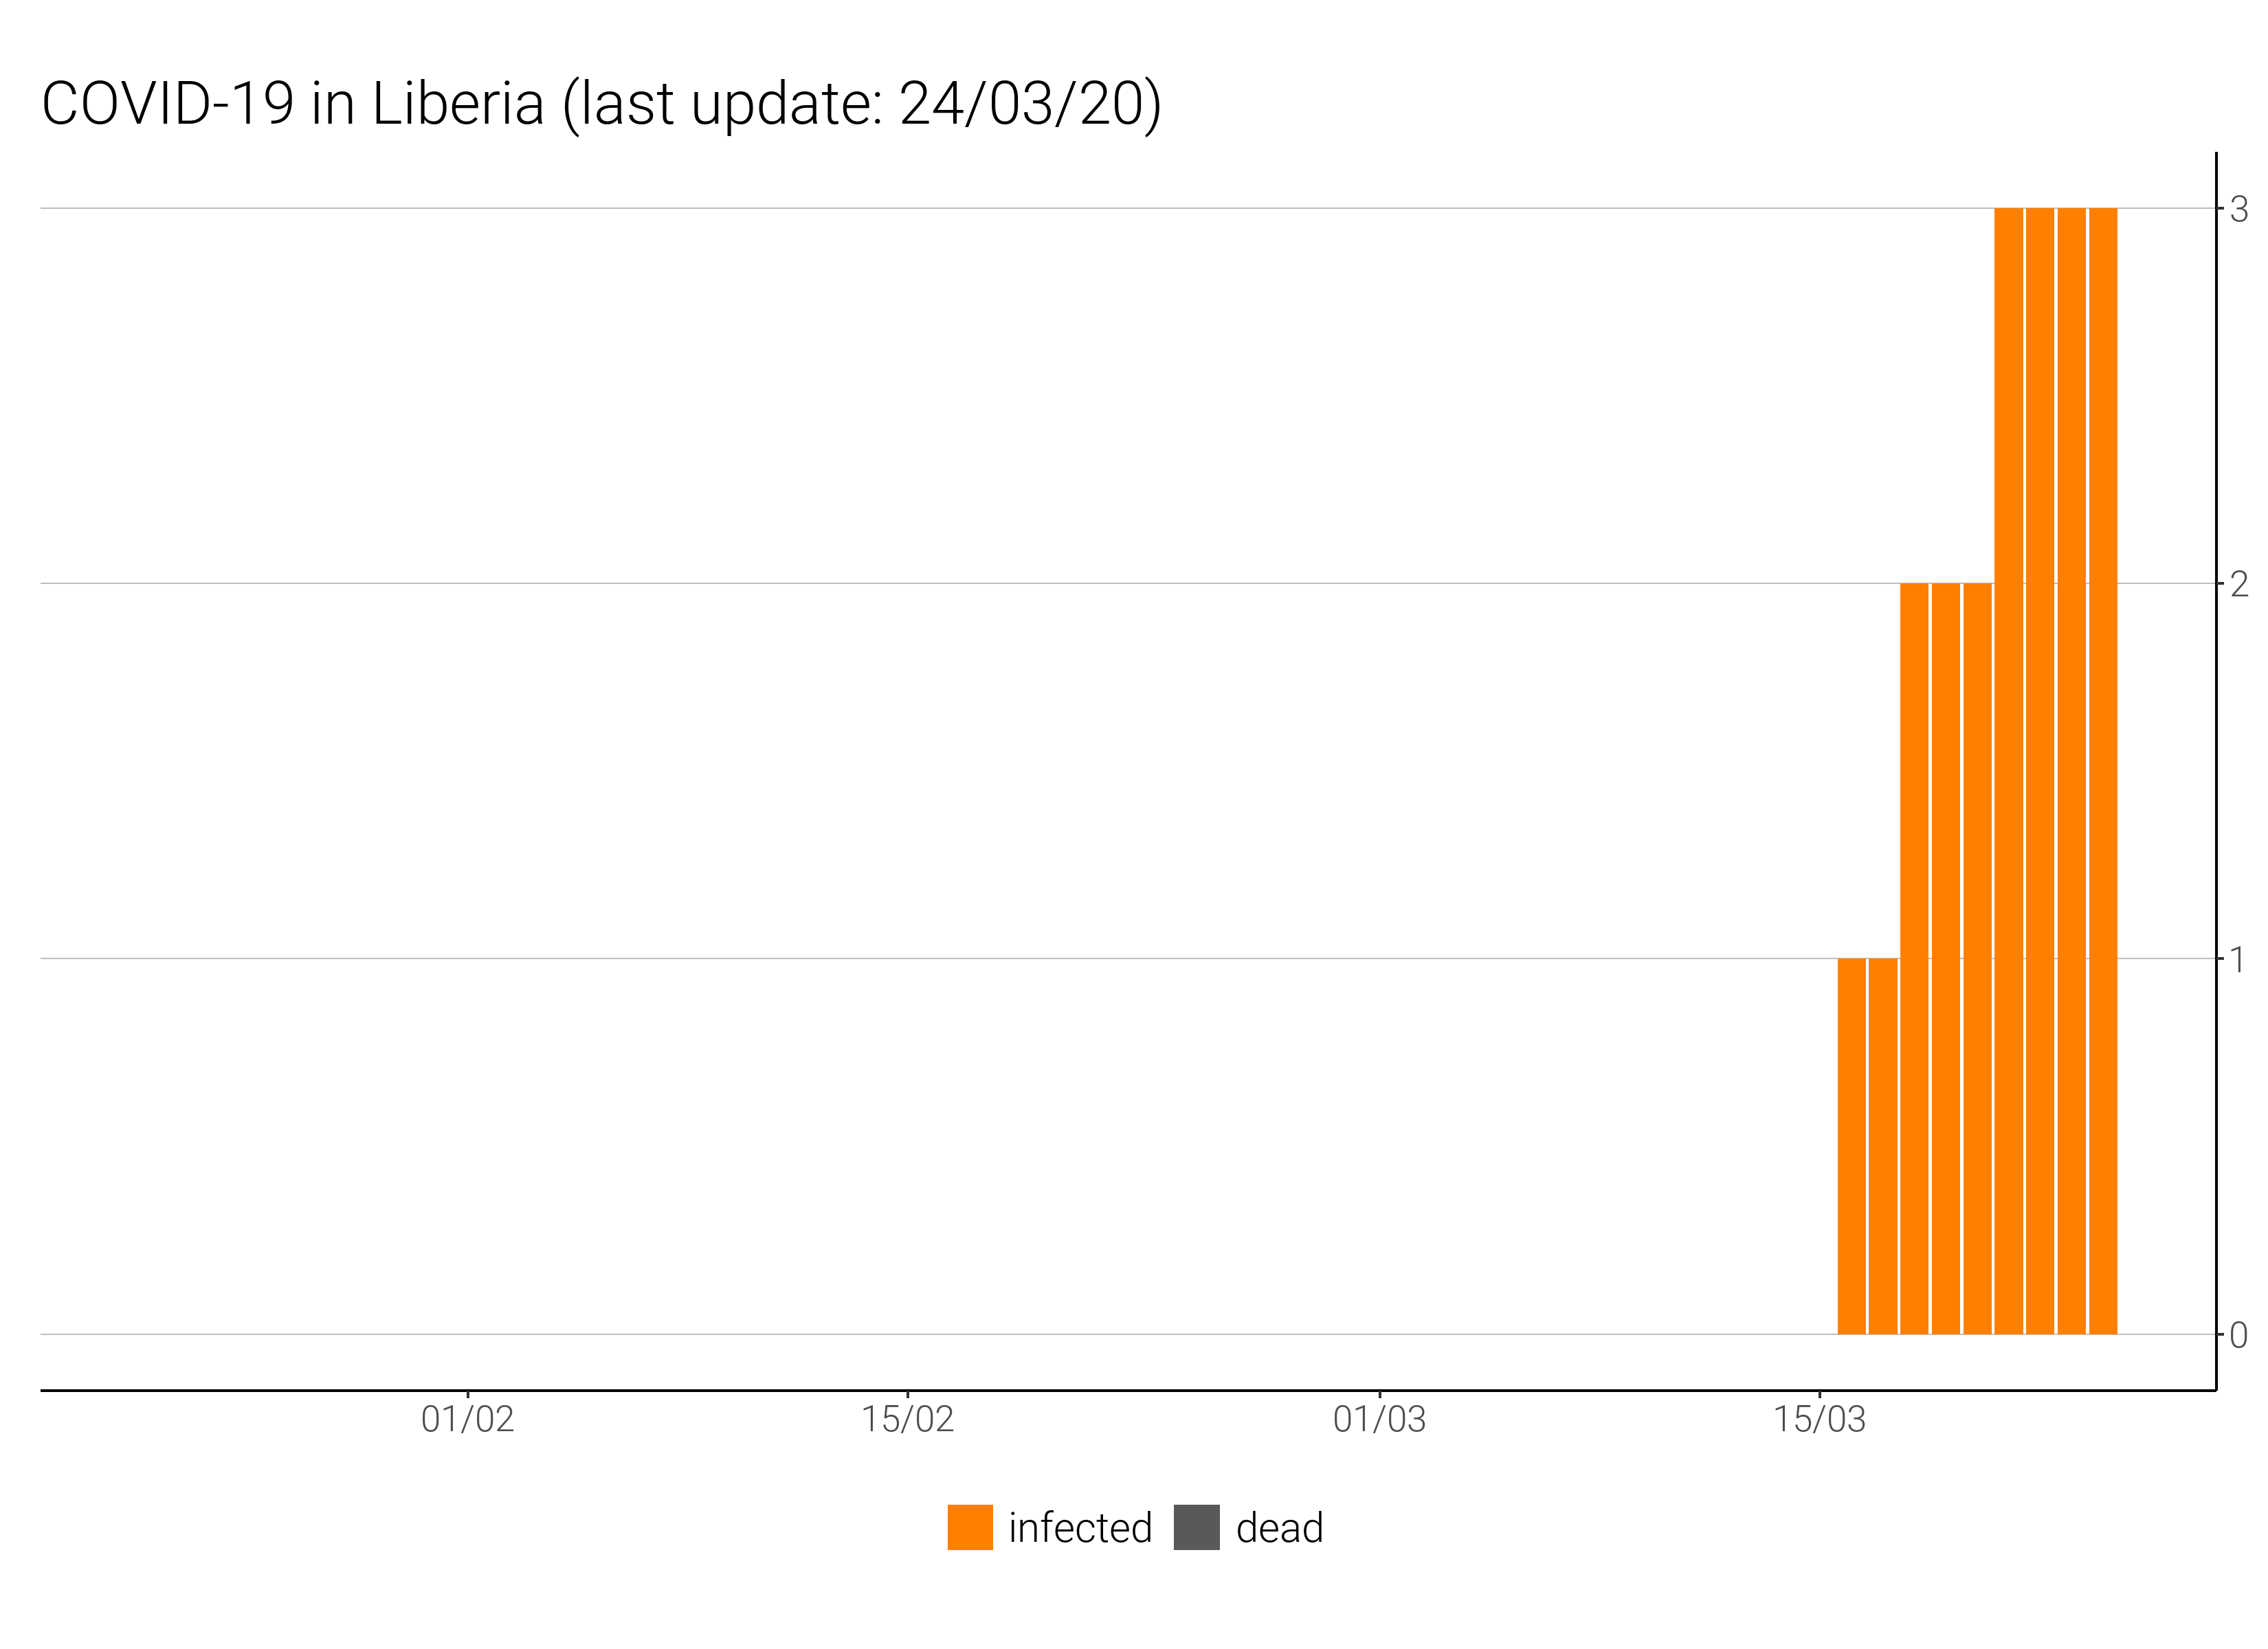 COVID-19 in Liberia (last update: 24/03/20)
3
2
1
0
01/02 15/02 01/03 15/03
infected dead